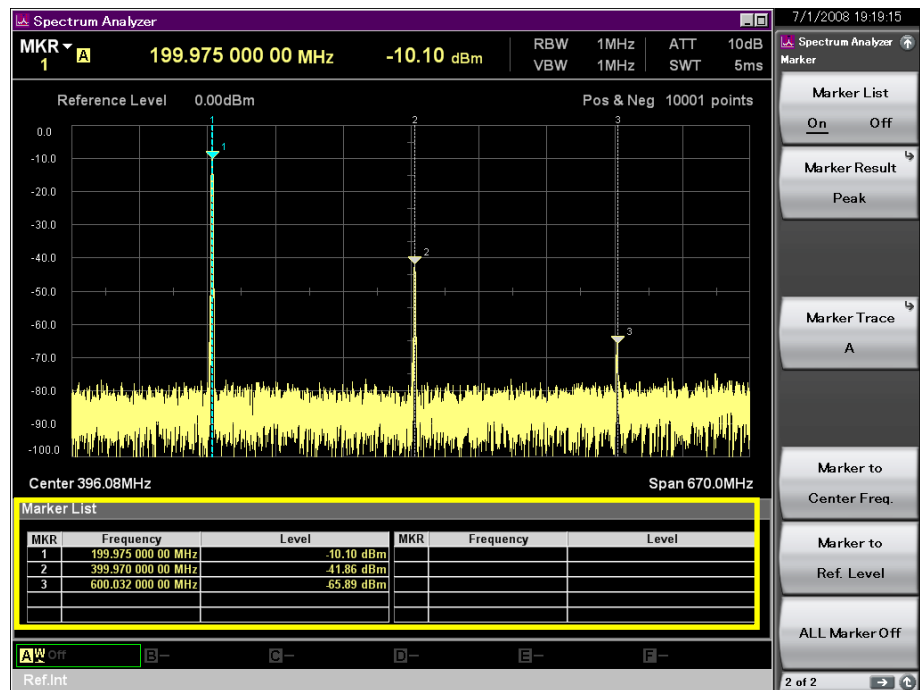 Spectrum Analyzer
7/1/2008 19:19:15
MKR
1
A
199.975 000 00 MHz
-10.10 dBm
RBW 1MHz ATT 10dB
VBW 1MHz SWT 5ms
Reference Level 0.00dBm
Pos & Neg 10001 points
1 2 3
0.0
-10.0
-20.0
-30.0
-40.0
-50.0
-60.0
-70.0
-80.0
-90.0
-100.0
1
2
3
Center 396.08MHz
Span 670.0MHz
Marker List
MKR Frequency Level MKR Frequency Level
1 199.975 000 00 MHz -10.10 dBm
2 399.970 000 00 MHz -41.86 dBm
3 600.032 000 00 MHz -65.89 dBm
A W Off B- C- D- E- F-
Ref.Int
Spectrum Analyzer
Marker
Marker List
On Off
Marker Result
Peak
Marker Trace
A
Marker to
Center Freq.
Marker to
Ref. Level
ALL Marker Off
2 of 2